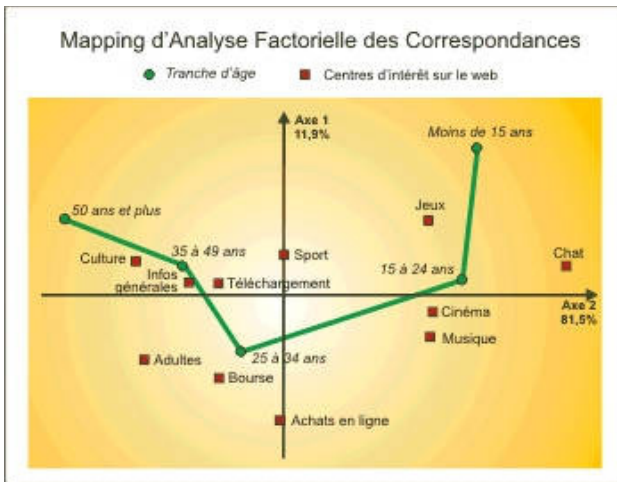 Mapping d'Analyse Factorielle des Correspondances
Tranche d'âge
Centres d'intérêt sur le web
Axe 1
11,9%
Moins de 15 ans
50 ans et plus
Jeux
35 à 49 ans
Sport
Culture
Chat
Infos
générales
Téléchargement
15 à 24 ans
Axe 2
81,5%
Cinéma
Musique
25 à 34 ans
Adultes
Bourse
Achats en ligne